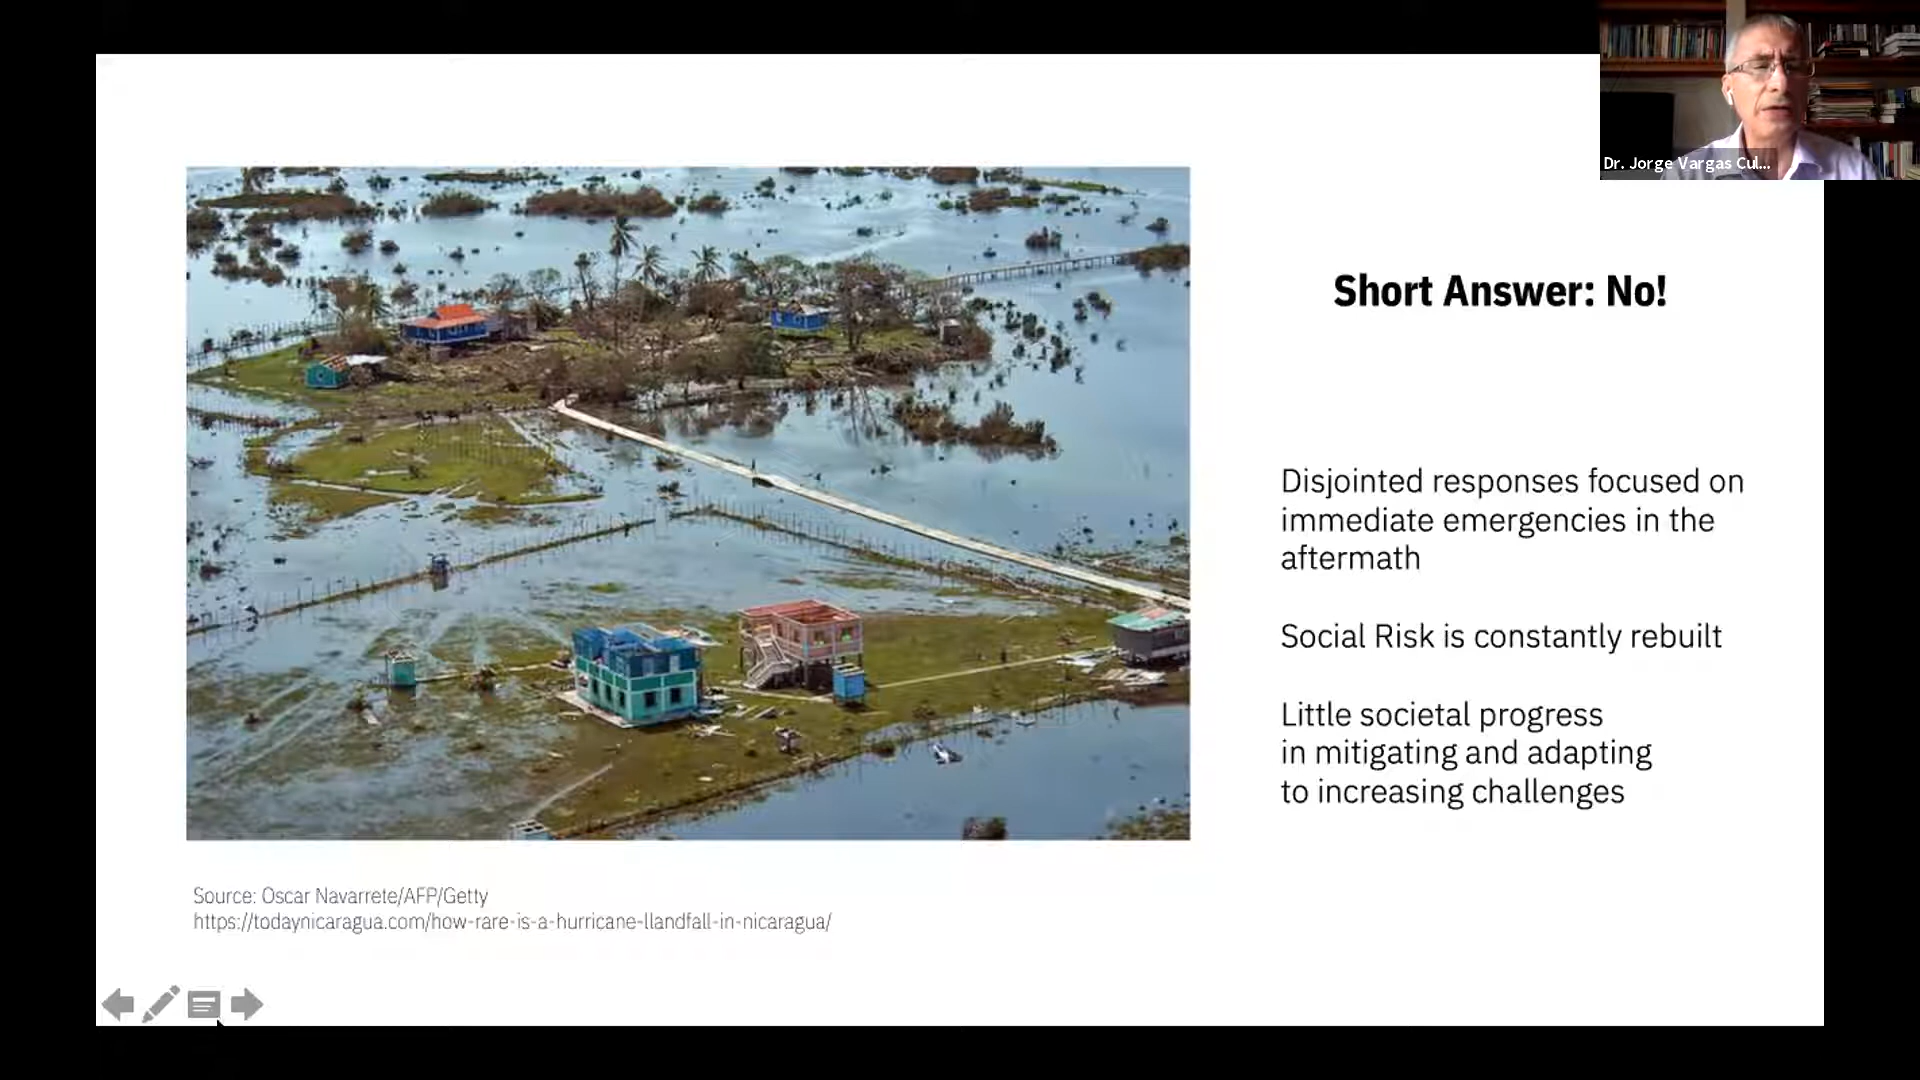 Dr. Jorge Vargas Cul...
Short Answer: No!
Disjointed responses focused on
immediate emergencies in the
aftermath
Social Risk is constantly rebuilt
Little societal progress
in mitigating and adapting
to increasing challenges
Source: Oscar Navarrete/AFP/Getty
https://todaynicaragua.com/how-rare-is-a-hurricane-llandfall-in-nicaragua/